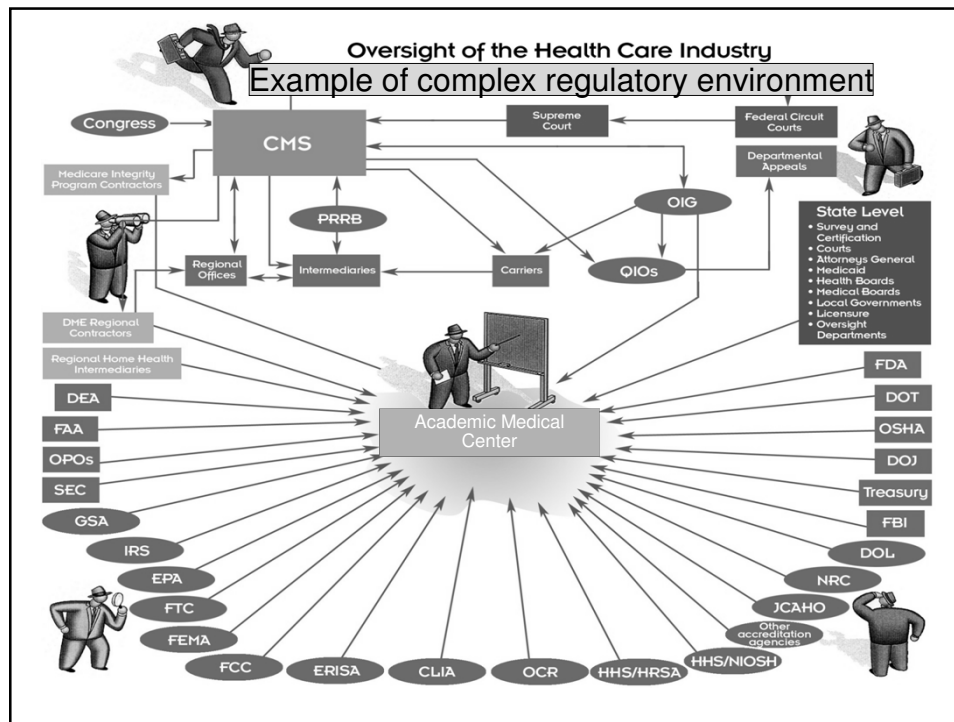 Oversight of the Health Care Industry
Example of complex regulatory environment
Congress
CMS
Supreme
Court
Federal Circuit
Courts
Departmental
Appeals
Medicare Integrity
Program Contractors
PRRB
OIG
State Level
• Survey and
Certification
• Courts
• Attorneys General
• Medicaid
• Health Boards
• Medical Boards
• Local Governments
• Licensure
• Oversight
Departments
Regional
Offices
Intermediaries
Carriers
QIOs
DME Regional
Contractors
Regional Home Health
Intermediaries
Academic Medical
Center
DEA
FAA
OPOs
SEC
GSA
IRS
EPA
FTC
FEMA
FCC
ERISA
CLIA
OCR
HHS/HRSA
HHS/NIOSH
Other
accreditation
agencies
JCAHO
NRC
DOL
FBI
Treasury
DOJ
OSHA
DOT
FDA